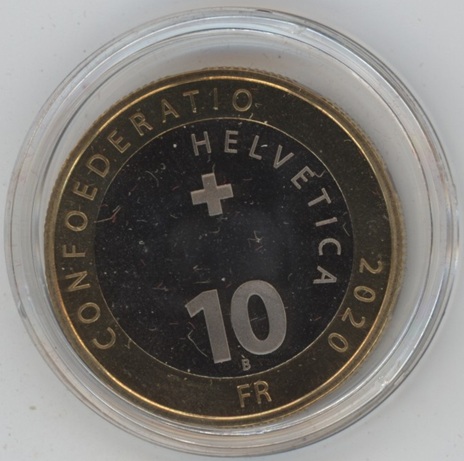 CONFOEDERATIO
HELVETICA
2020
10
B
FR